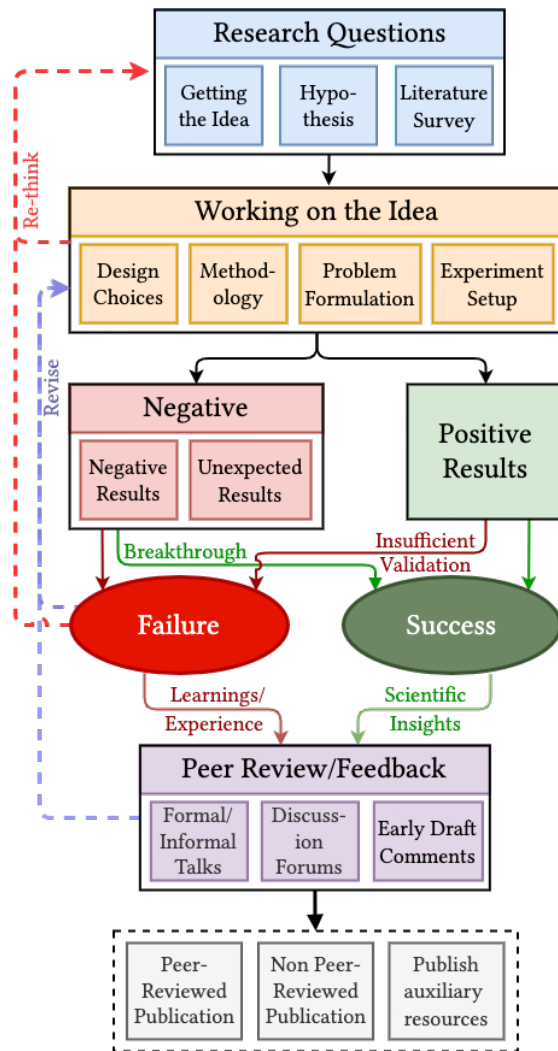 Research Questions
Getting
the Idea
Hypo-
thesis
Literature
Survey
Re-think
Working on the Idea
Design
Choices
Method-
ology
Problem
Formulation
Experiment
Setup
Revise
Negative
Negative
Results
Unexpected
Results
Positive
Results
Breakthrough
Insufficient
Validation
Failure
Success
Learnings/
Experience
Scientific
Insights
Peer Review/Feedback
Formal/
Informal
Talks
Discuss-
ion
Forums
Early Draft
Comments
Peer-
Reviewed
Publication
Non Peer-
Reviewed
Publication
Publish
auxiliary
resources